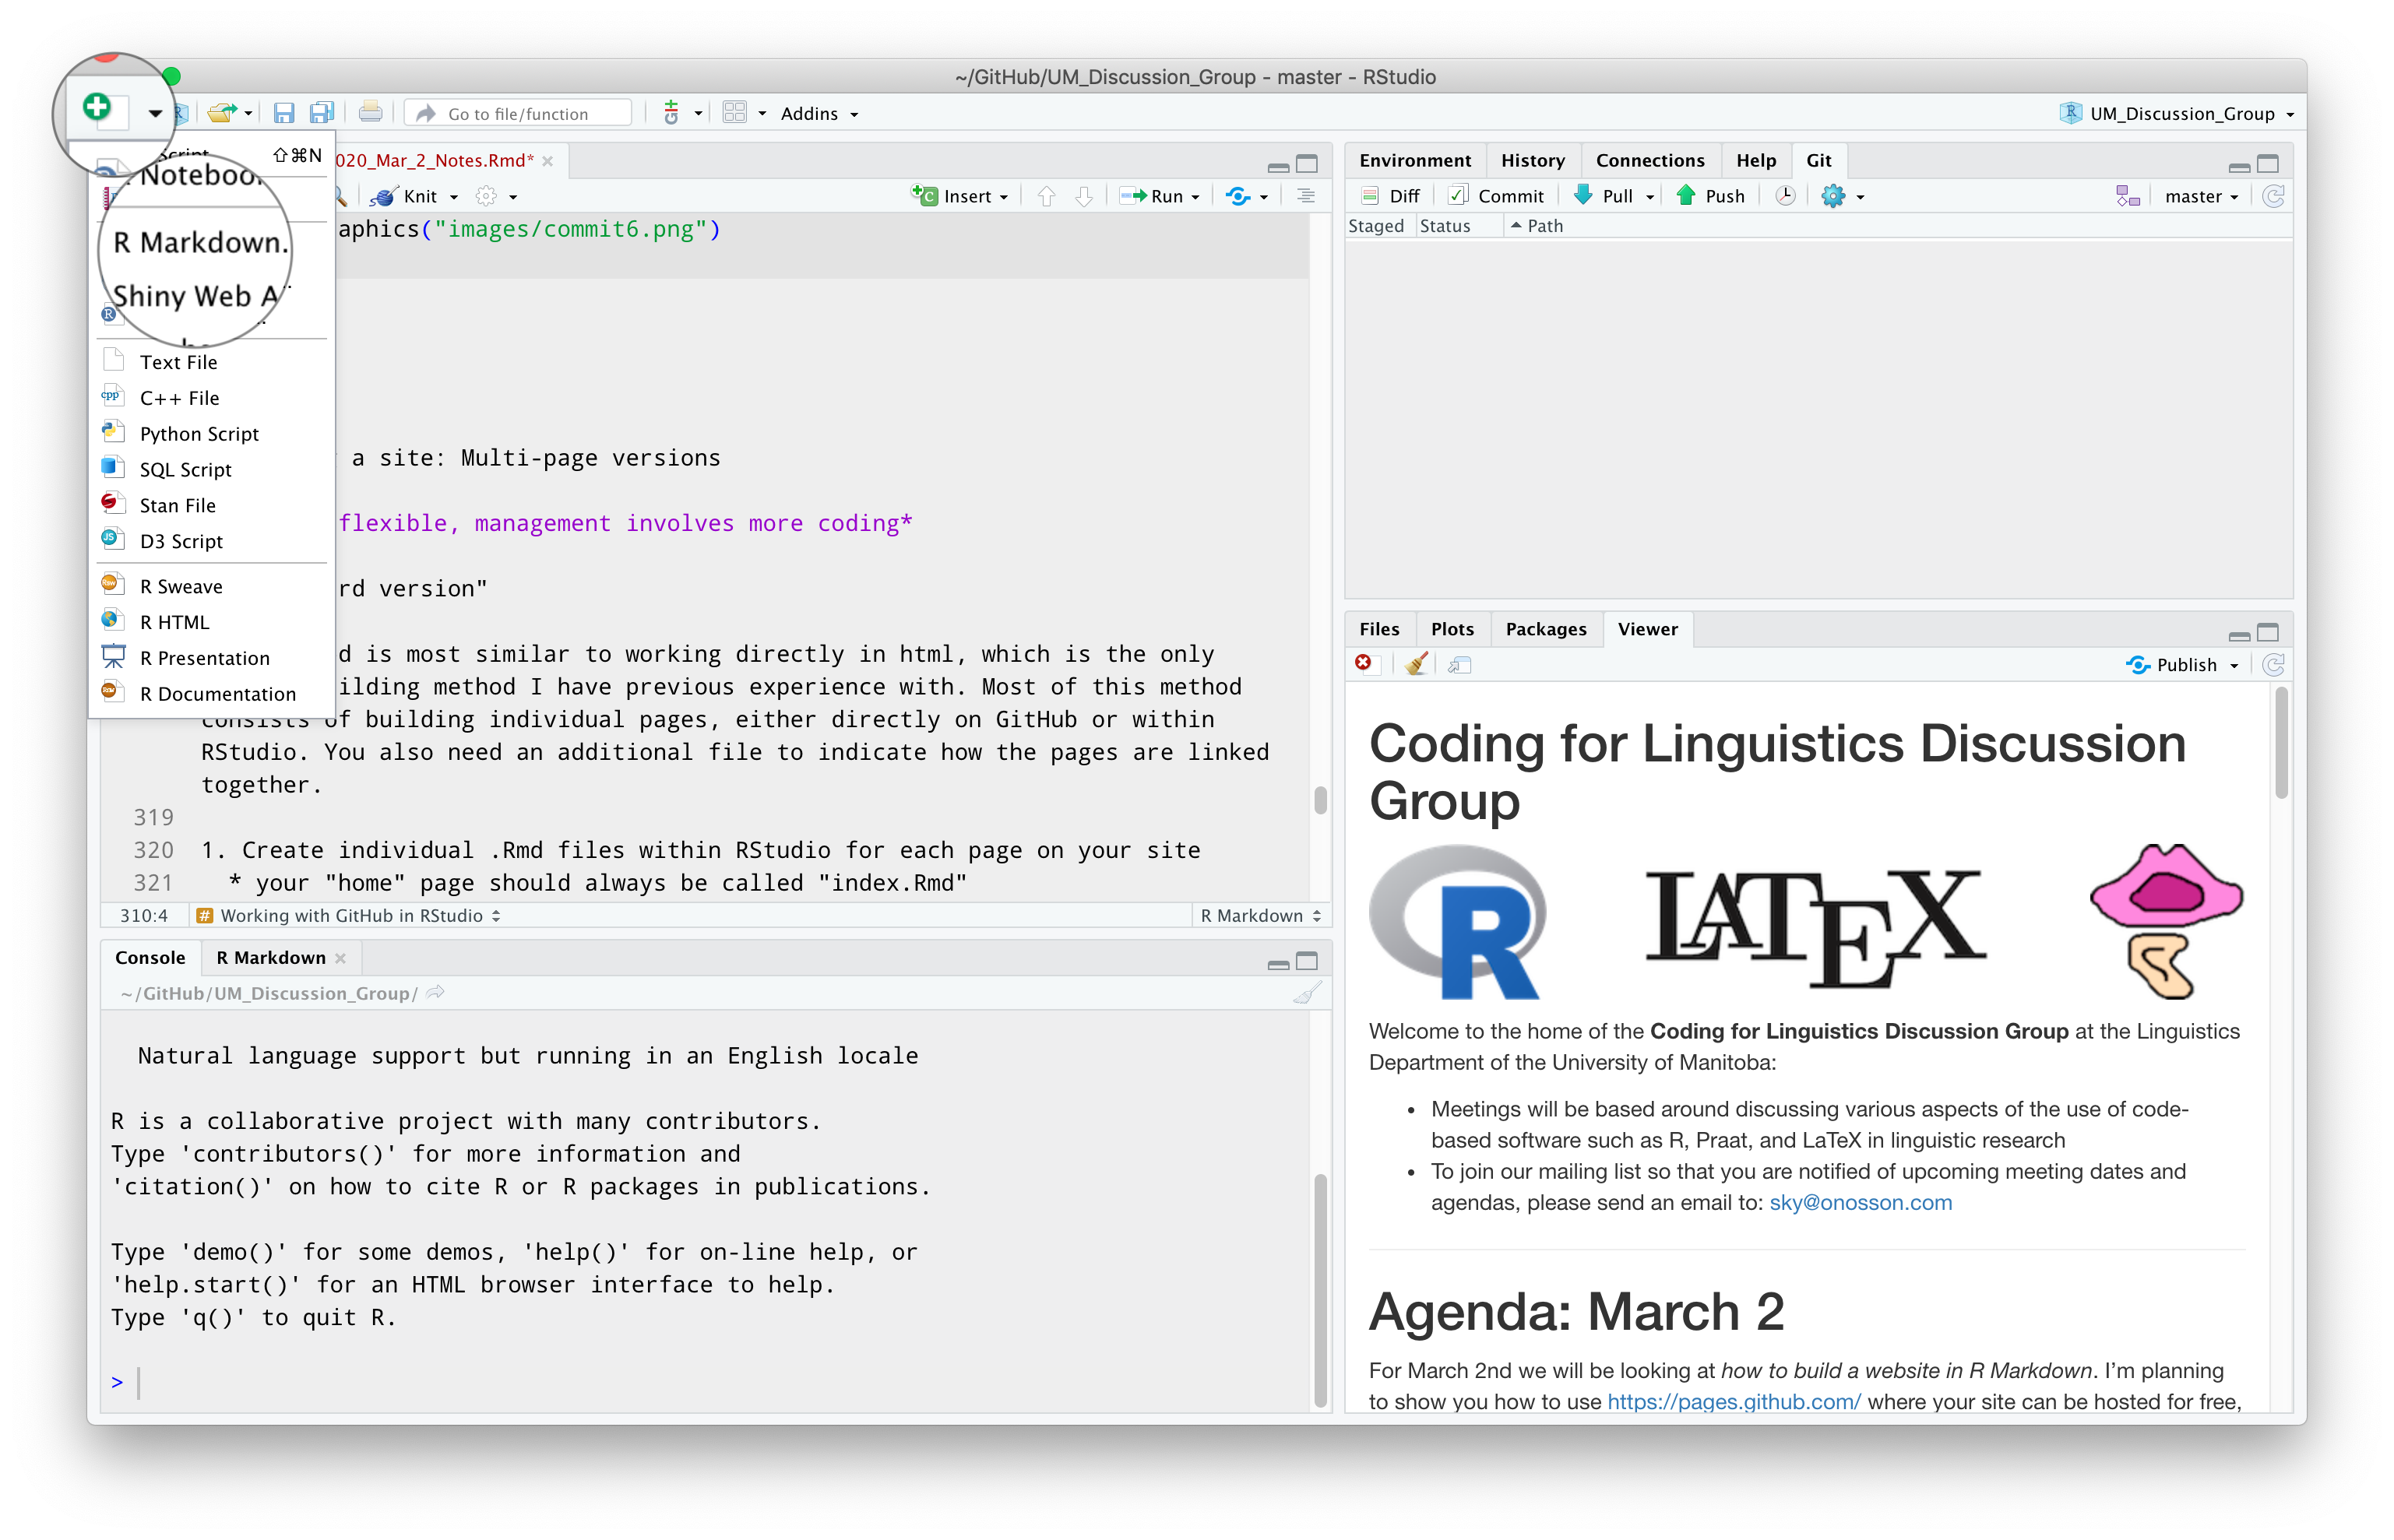 ~/GitHub/UM_Discussion_Group - master - RStudio
Go to file/function
Addins
UM_Discussion_Group
Script ⇧⌘N
Notebook
R Markdown.
Shiny Web A
Text File
C++ File
Python Script
SQL Script
Stan File
D3 Script
R Sweave
R HTML
R Presentation
R Documentation
020_Mar_2_Notes.Rmd*
Knit
Insert
Run
aphics("images/commit6.png")
a site: Multi-page versions
flexible, management involves more coding*
rd version"
d is most similar to working directly in html, which is the only
ilding method I have previous experience with. Most of this method
consists of building individual pages, either directly on GitHub or within
RStudio. You also need an additional file to indicate how the pages are linked
together.
319
320 1. Create individual .Rmd files within RStudio for each page on your site
321 * your "home" page should always be called "index.Rmd"
310:4 # Working with GitHub in RStudio R Markdown
Console R Markdown
~/GitHub/UM_Discussion_Group/
Natural language support but running in an English locale
R is a collaborative project with many contributors.
Type 'contributors()' for more information and
'citation()' on how to cite R or R packages in publications.
Type 'demo()' for some demos, 'help()' for on-line help, or
'help.start()' for an HTML browser interface to help.
Type 'q()' to quit R.
>
Environment History Connections Help Git
Diff Commit Pull Push master
Staged Status Path
Files Plots Packages Viewer
Publish
Coding for Linguistics Discussion
Group
R LATEX
Welcome to the home of the Coding for Linguistics Discussion Group at the Linguistics
Department of the University of Manitoba:
• Meetings will be based around discussing various aspects of the use of code-
based software such as R, Praat, and LaTeX in linguistic research
• To join our mailing list so that you are notified of upcoming meeting dates and
agendas, please send an email to: sky@onosson.com
Agenda: March 2
For March 2nd we will be looking at how to build a website in R Markdown. I'm planning
to show you how to use https://pages.github.com/ where your site can be hosted for free,